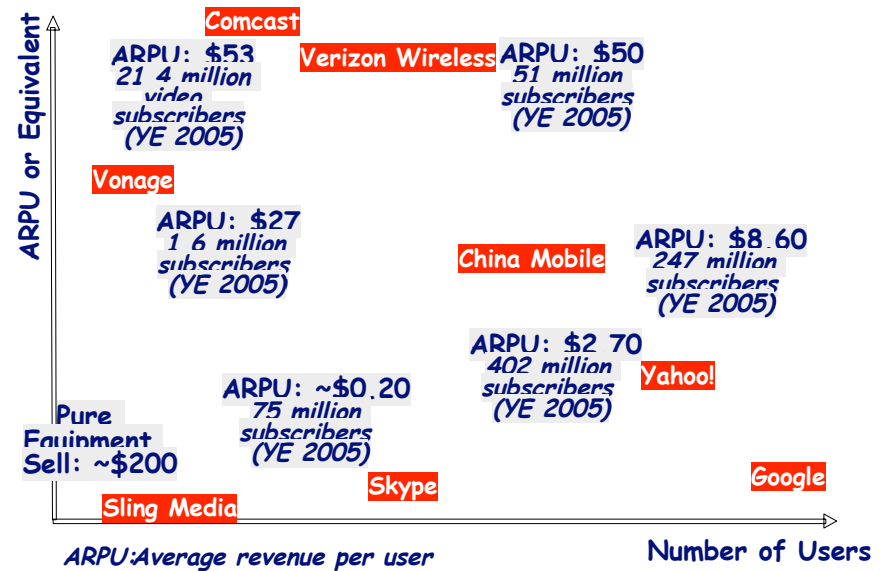 Comcast
ARPU: $53
21.4 million
video
subscribers
(YE 2005)
Verizon Wireless
ARPU: $50
51 million
subscribers
(YE 2005)
ARPU or Equivalent
Vonage
ARPU: $27
1.6 million
subscribers
(YE 2005)
China Mobile
ARPU: $8.60
247 million
subscribers
(YE 2005)
ARPU: $2.70
402 million
subscribers
(YE 2005)
Yahoo!
ARPU: ~$0.20
75 million
subscribers
(YE 2005)
Skype
Pure
Equipment
Sell: ~$200
Sling Media
Google
ARPU:Average revenue per user
Number of Users